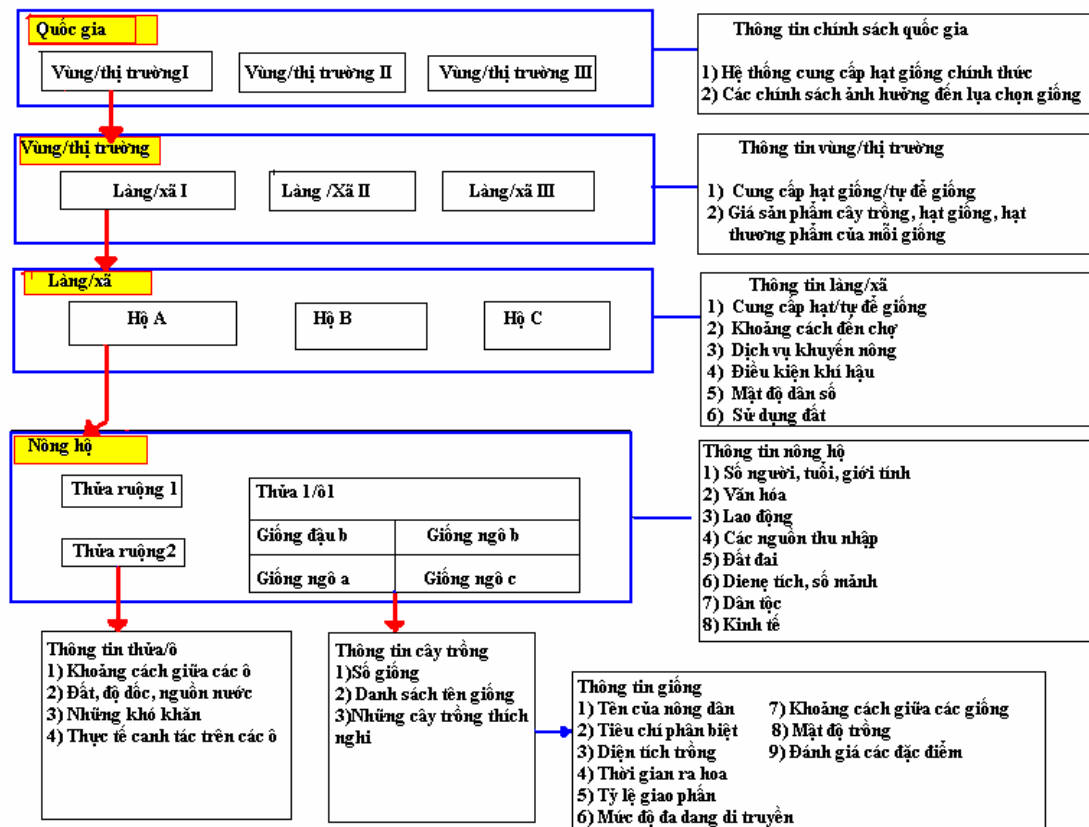 Quốc gia
Vùng/thị trườngI
Vùng/thị trường II
Vùng/thị trường III
Thông tin chính sách quốc gia
1) Hệ thống cung cấp hạt giống chính thức
2) Các chính sách ảnh hưởng đến lụa chọn giống
Vùng/thị trường
Làng/xã I
Làng /Xã II
Làng/xã III
Thông tin vùng/thị trường
1) Cung cấp hạt giống/tự để giống
2) Giá sản phẩm cây trồng, hạt giống, hạt
thương phẩm của mỗi giống
Làng/xã
Hộ A
Hộ B
Hộ C
Thông tin làng/xã
1) Cung cấp hạt/tự để giống
2) Khoảng cách đến chợ
3) Dịch vụ khuyến nông
4) Điều kiện khí hậu
5) Mật độ dân số
6) Sử dụng đất
Nông hộ
Thửa ruộng 1
Thửa ruộng2
Thửa 1/ô1
Giống đậu b
Giống ngô b
Giống ngô a
Giống ngô c
Thông tin nông hộ
1) Số người, tuổi, giới tính
2) Văn hóa
3) Lao động
4) Các nguồn thu nhập
5) Đất đai
6) Dienẹ tích, số mảnh
7) Dân tộc
8) Kinh tế
Thông tin thửa/ô
1) Khoảng cách giữa các ô
2) Đất, độ dốc, nguồn nước
3) Những khó khăn
4) Thực tế canh tác trên các ô
Thông tin cây trồng
1)Số giống
2) Danh sách tên giống
3)Những cây trồng thích
nghi
Thông tin giống
1) Tên của nông dân
2) Tiêu chí phân biệt
3) Diện tích trồng
4) Thời gian ra hoa
5) Tỷ lệ giao phấn
6) Mức độ đa dang di truyền
7) Khoảng cách giữa các giống
8) Mật độ trồng
9) Đánh giá các đặc điểm